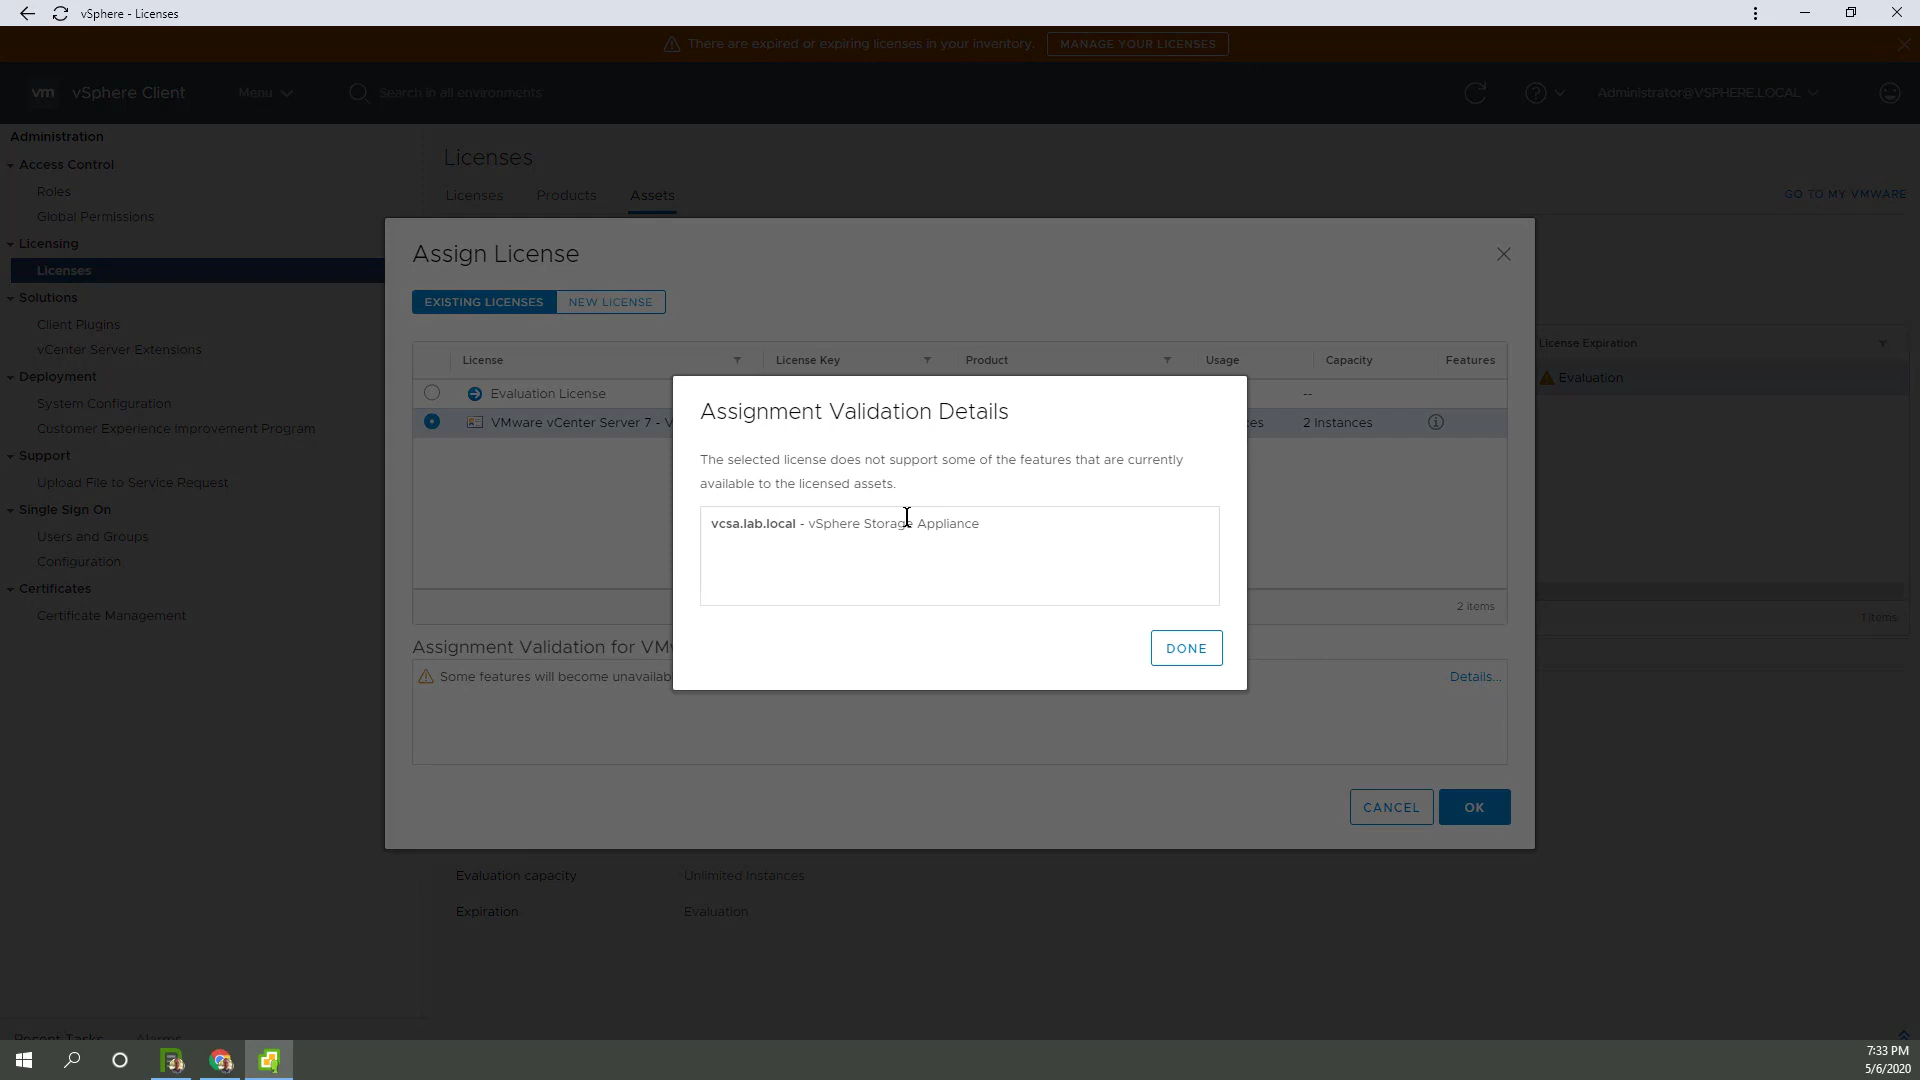 vSphere - Licenses
There are expired or expiring licenses in your inventory.
MANAGE YOUR LICENSES
vm vSphere Client
Menu
Search in all environments
Administrator@VSPHERE.LOCAL
Administration
Access Control
Roles
Global Permissions
Licensing
Licenses
Solutions
Client Plugins
vCenter Server Extensions
Deployment
System Configuration
Customer Experience Improvement Program
Support
Upload File to Service Request
Single Sign On
Users and Groups
Configuration
Certificates
Certificate Management
Licenses
Licenses Products Assets
GO TO MY VMWARE
License Expiration
Evaluation
1 items
Assign License
EXISTING LICENSES NEW LICENSE
License License Key Product Usage Capacity Features
Evaluation License --
VMware vCenter Server 7 - V 2 Instances
2 items
Assignment Validation for VM
Some features will become unavailab
Details...
CANCEL OK
Assignment Validation Details
The selected license does not support some of the features that are currently
available to the licensed assets.
vcsa.lab.local - vSphere Storage Appliance
DONE
Evaluation capacity Unlimited Instances
Expiration Evaluation
Recent Tasks Alarms
7:33 PM
5/6/2020